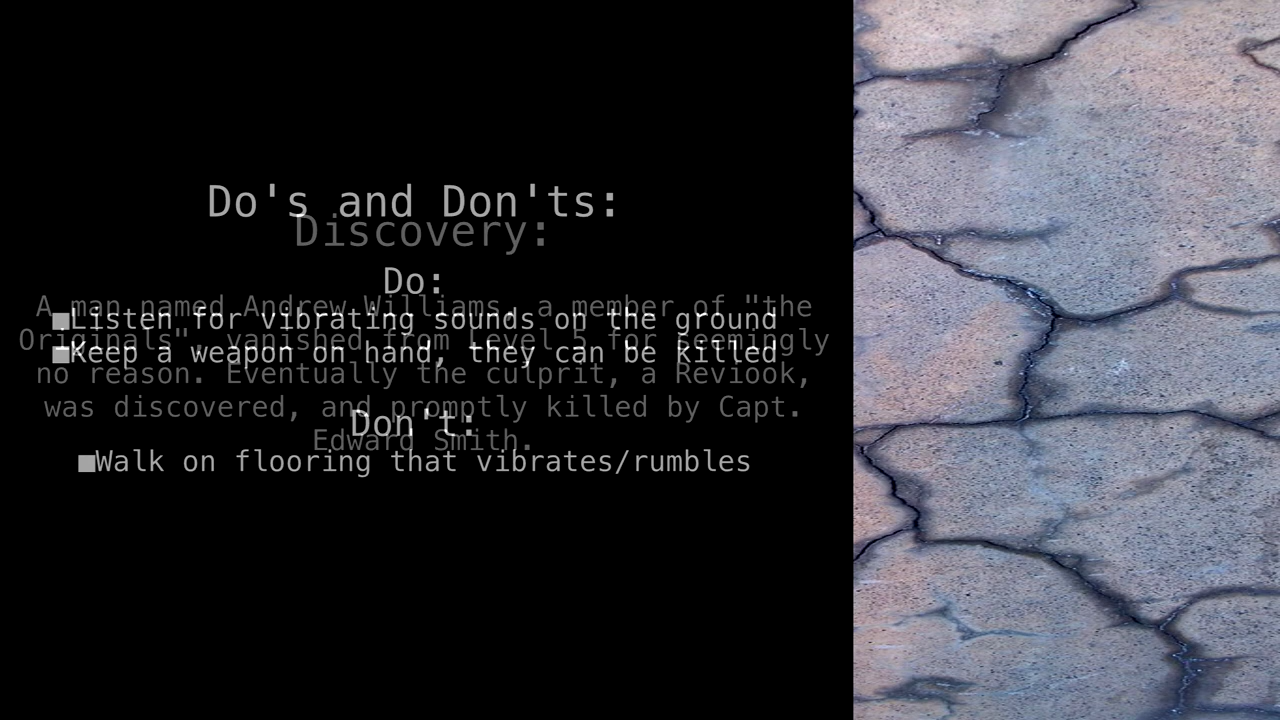 Do's and Don'ts:
Discovery:
Do:
A man named Andrew Williams, a member of "the
■Listen for vibrating sounds on the ground
Originals", vanished from Level 5 for seemingly
■Keep a weapon on hand, they can be killed
no reason. Eventually the culprit, a Reviook,
was discovered, and promptly killed by Capt.
Don't:
Edward Smith.
■Walk on flooring that vibrates/rumbles